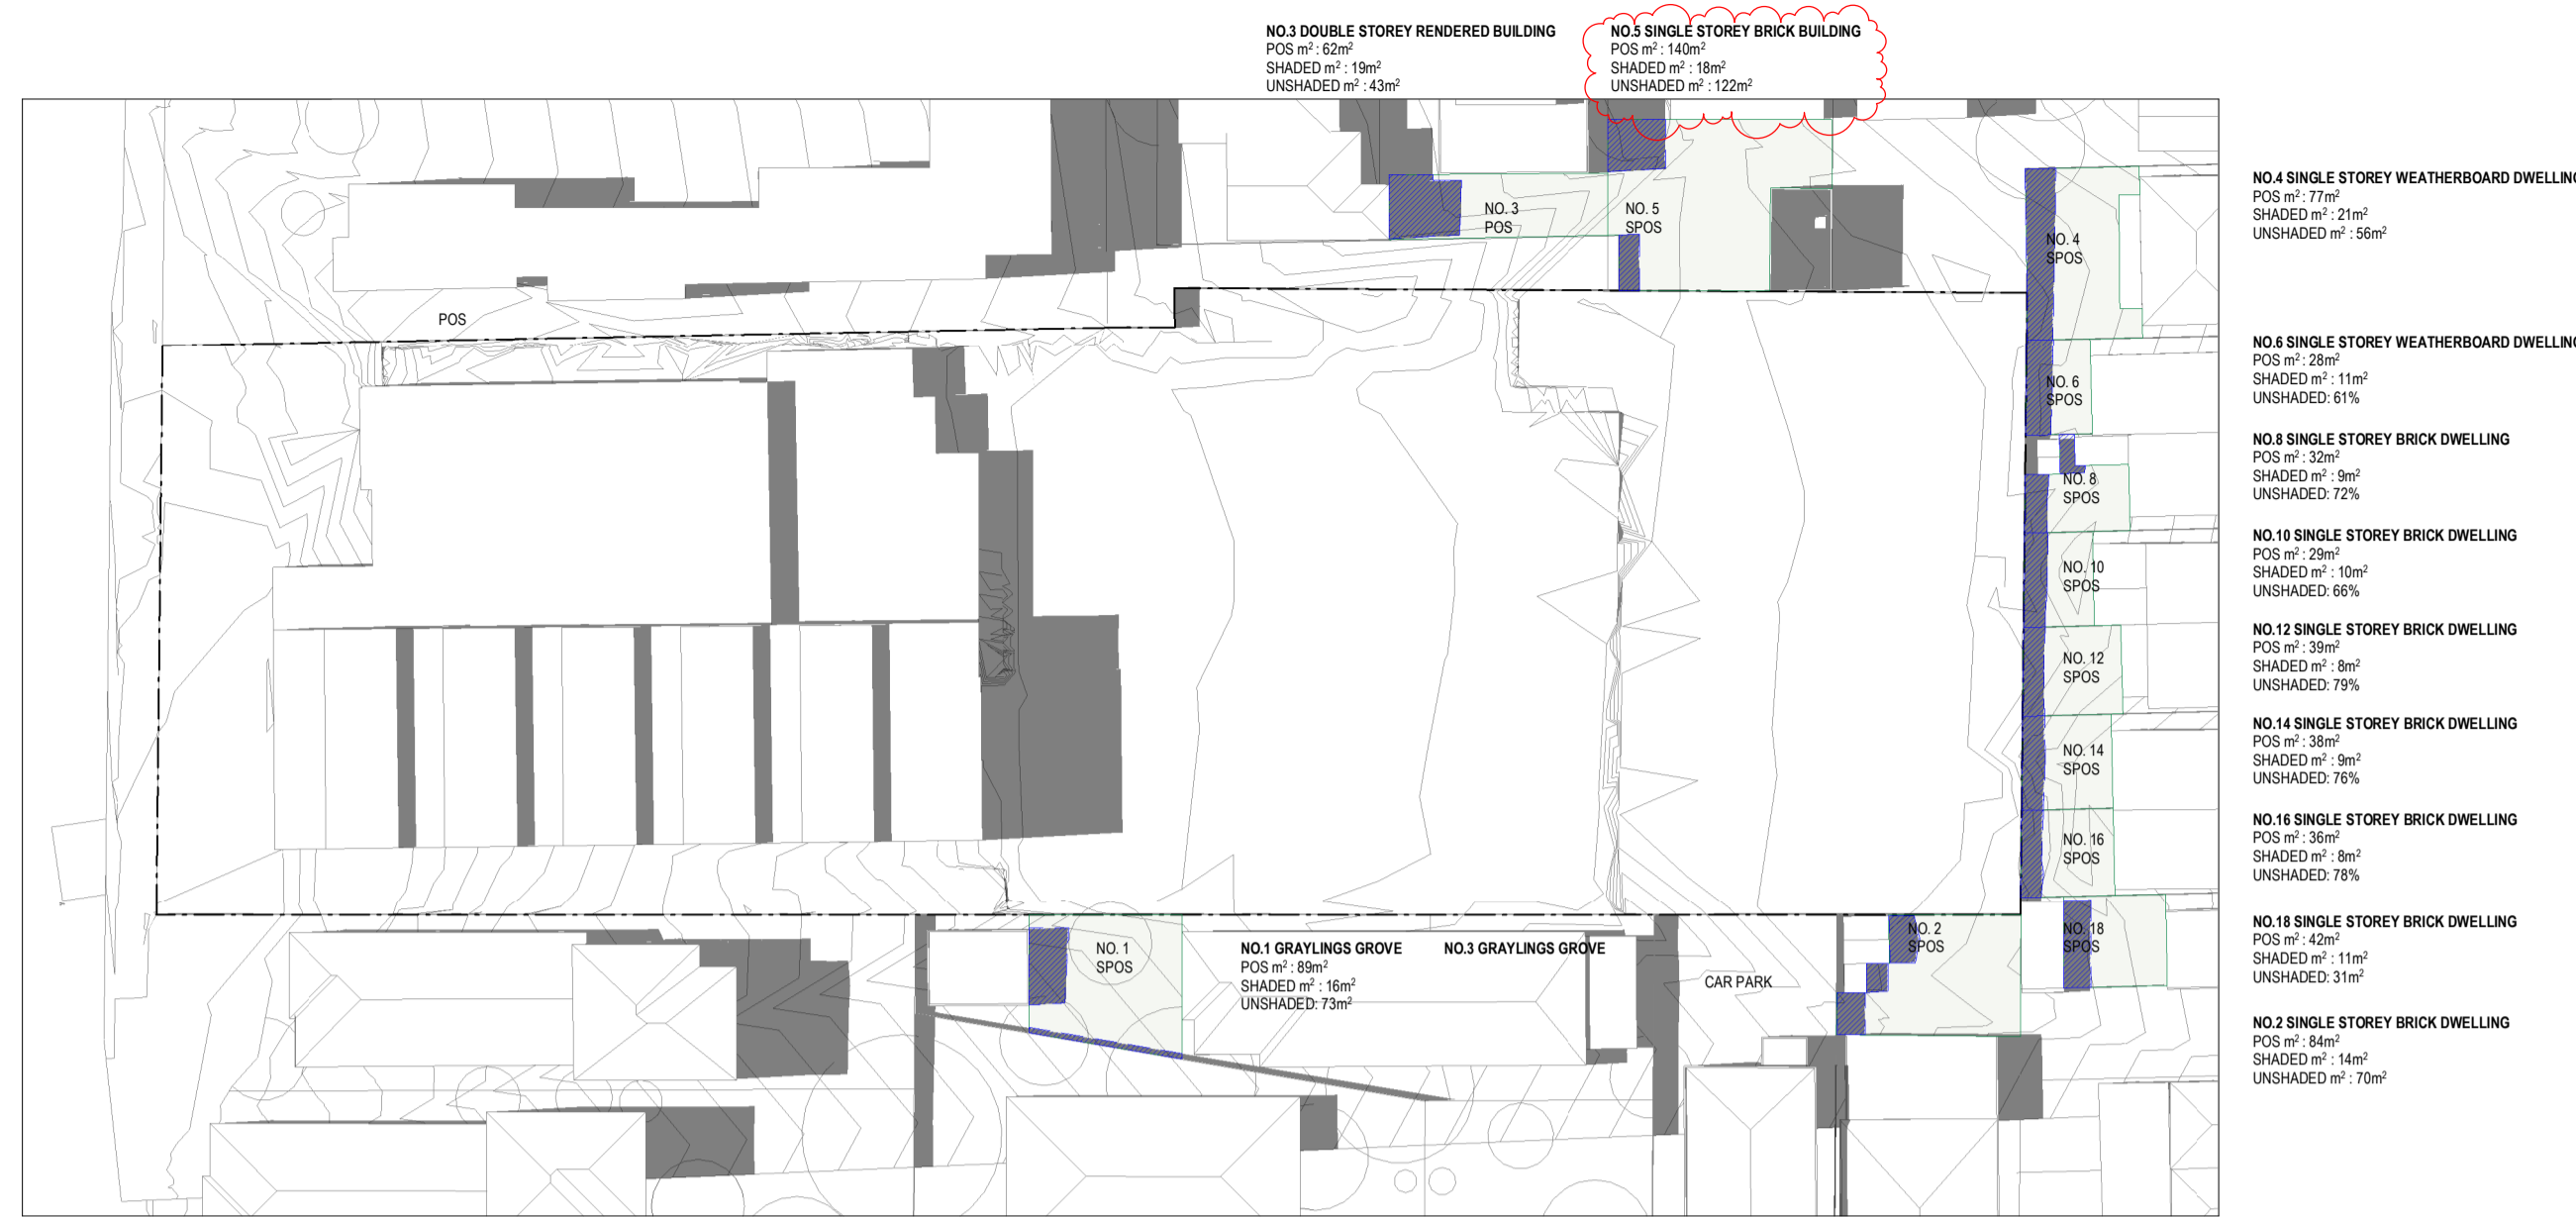 NO.3 DOUBLE STOREY RENDERED BUILDING
POS m² : 62m²
SHADED m² : 19m²
UNSHADED m² : 43m²
NO.5 SINGLE STOREY BRICK BUILDING
POS m² : 140m²
SHADED m² : 18m²
UNSHADED m² : 122m²
NO. 3
POS
NO. 5
SPOS
POS
NO. 4
SPOS
NO. 6
SPOS
NO. 8
SPOS
NO. 10
SPOS
NO. 12
SPOS
NO. 14
SPOS
NO. 16
SPOS
NO. 18
SPOS
NO. 2
SPOS
NO. 1
SPOS
NO.1 GRAYLINGS GROVE
POS m² : 89m²
SHADED m² : 16m²
UNSHADED: 73m²
NO.3 GRAYLINGS GROVE
CAR PARK
NO.4 SINGLE STOREY WEATHERBOARD DWELLING
POS m² : 77m²
SHADED m² : 21m²
UNSHADED m² : 56m²
NO.6 SINGLE STOREY WEATHERBOARD DWELLING
POS m² : 28m²
SHADED m² : 11m²
UNSHADED: 61%
NO.8 SINGLE STOREY BRICK DWELLING
POS m² : 32m²
SHADED m² : 9m²
UNSHADED: 72%
NO.10 SINGLE STOREY BRICK DWELLING
POS m² : 29m²
SHADED m² : 10m²
UNSHADED: 66%
NO.12 SINGLE STOREY BRICK DWELLING
POS m² : 39m²
SHADED m² : 8m²
UNSHADED: 79%
NO.14 SINGLE STOREY BRICK DWELLING
POS m² : 38m²
SHADED m² : 9m²
UNSHADED: 76%
NO.16 SINGLE STOREY BRICK DWELLING
POS m² : 36m²
SHADED m² : 8m²
UNSHADED: 78%
NO.18 SINGLE STOREY BRICK DWELLING
POS m² : 42m²
SHADED m² : 11m²
UNSHADED: 31m²
NO.2 SINGLE STOREY BRICK DWELLING
POS m² : 84m²
SHADED m² : 14m²
UNSHADED m² : 70m²